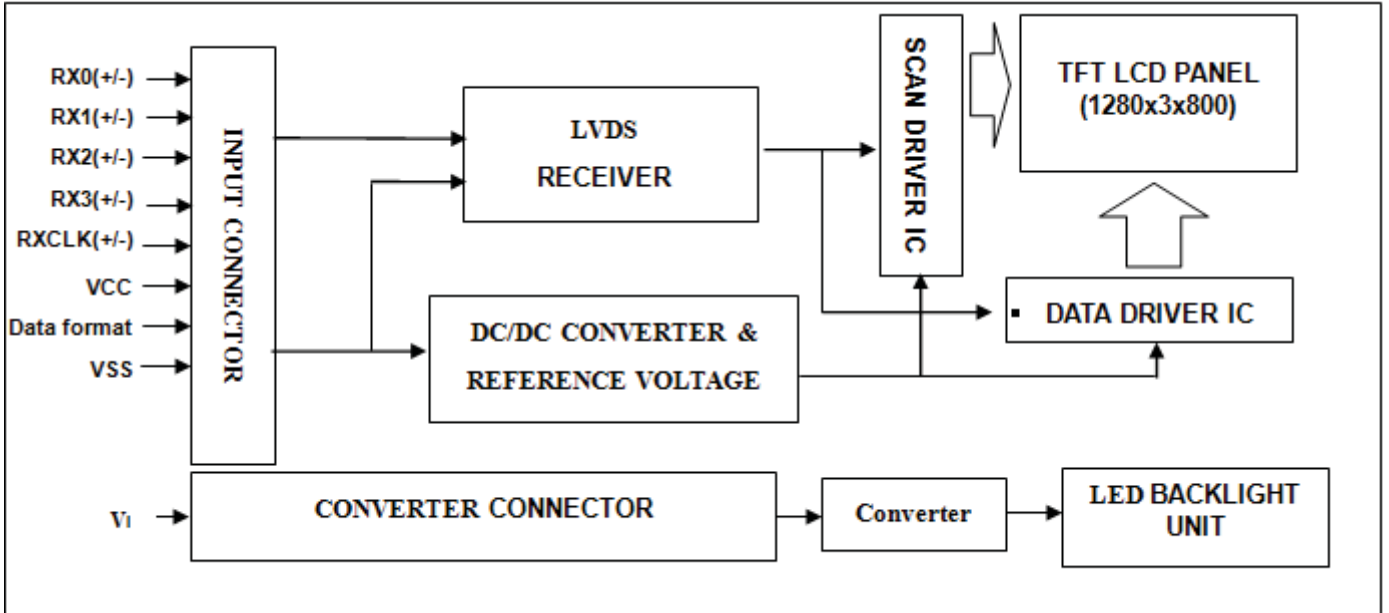 RX0(+/-)
RX1(+/-)
RX2(+/-)
RX3(+/-)
RXCLK(+/-)
VCC
Data format
VSS
INPUT CONNECTOR
LVDS
RECEIVER
DC/DC CONVERTER &
REFERENCE VOLTAGE
SCAN DRIVER IC
TFT LCD PANEL
(1280x3x800)
DATA DRIVER IC
VI
CONVERTER CONNECTOR
Converter
LED BACKLIGHT
UNIT